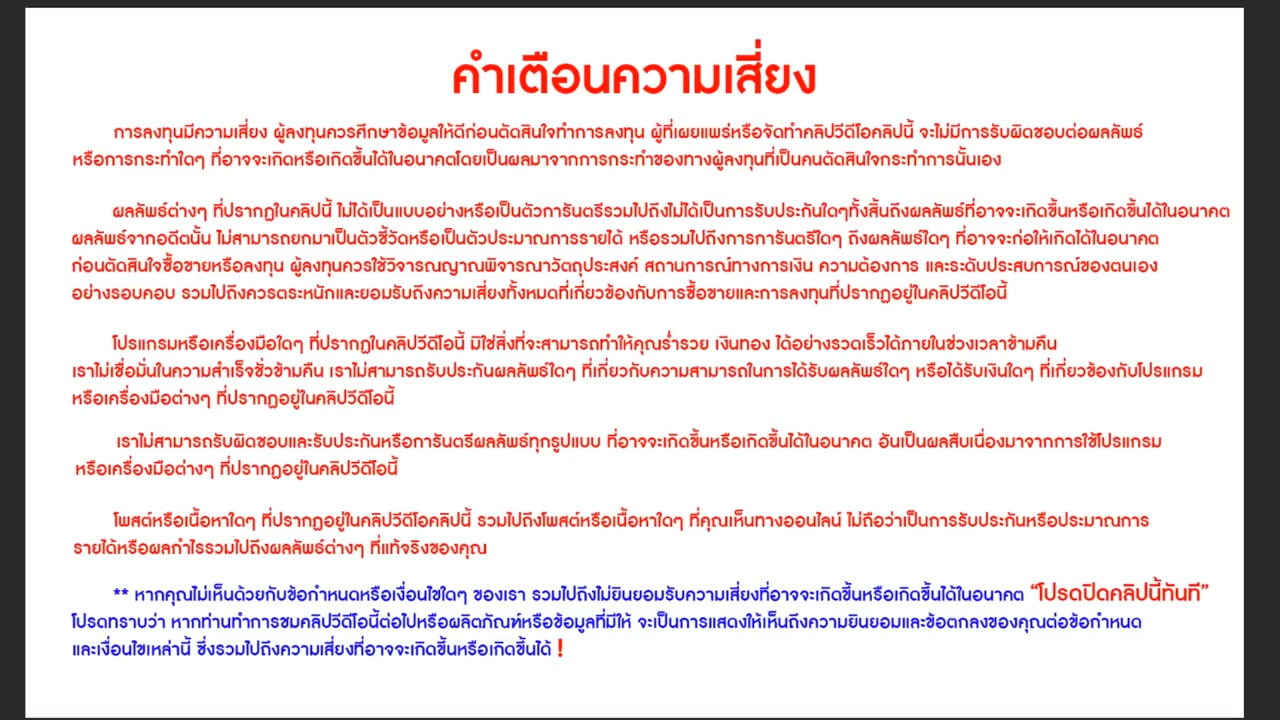 คำเตือนความเสี่ยง
การลงทุนมีความเสี่ยง ผู้ลงทุนควรศึกษาข้อมูลให้ดีก่อนตัดสินใจทำการลงทุน ผู้ที่เผยแพร่หรือจัดทำคลิปวีดีโอคลิปนี้ จะไม่มีการรับผิดชอบต่อผลลัพธ์
หรือการกระทำใดๆ ที่อาจจะเกิดหรือเกิดขึ้นได้ในอนาคตโดยเป็นผลมาจากการกระทำของทางผู้ลงทุนที่เป็นคนตัดสินใจกระทำการนั้นเอง
ผลลัพธ์ต่างๆ ที่ปรากฏในคลิปนี้ ไม่ได้เป็นแบบอย่างหรือเป็นตัวการันตรีรวมไปถึงไม่ได้เป็นการรับประกันใดๆทั้งสิ้นถึงผลลัพธ์ที่อาจจะเกิดขึ้นหรือเกิดขึ้นได้ในอนาคต
ผลลัพธ์จากอดีตนั้น ไม่สามารถยกมาเป็นตัวชี้วัดหรือเป็นตัวประมาณการรายได้ หรือรวมไปถึงการการันตรีใดๆ ถึงผลลัพธ์ใดๆ ที่อาจจะก่อให้เกิดได้ในอนาคต
ก่อนตัดสินใจซื้อขายหรือลงทุน ผู้ลงทุนควรใช้วิจารณญาณพิจารณาวัตถุประสงค์ สถานการณ์ทางการเงิน ความต้องการ และระดับประสบการณ์ของตนเอง
อย่างรอบคอบ รวมไปถึงควรตระหนักและยอมรับถึงความเสี่ยงทั้งหมดที่เกี่ยวข้องกับการซื้อขายและการลงทุนที่ปรากฏอยู่ในคลิปวีดีโอนี้
โปรแกรมหรือเครื่องมือใดๆ ที่ปรากฏในคลิปวีดีโอนี้ มิใช่สิ่งที่จะสามารถทำให้คุณร่ำรวย เงินทอง ได้อย่างรวดเร็วได้ภายในช่วงเวลาข้ามคืน
เราไม่เชื่อมั่นในความสำเร็จชั่วข้ามคืน เราไม่สามารถรับประกันผลลัพธ์ใดๆ ที่เกี่ยวกับความสามารถในการได้รับผลลัพธ์ใดๆ หรือได้รับเงินใดๆ ที่เกี่ยวข้องกับโปรแกรม
หรือเครื่องมือต่างๆ ที่ปรากฏอยู่ในคลิปวีดีโอนี้
เราไม่สามารถรับผิดชอบและรับประกันหรือการันตรีผลลัพธ์ทุกรูปแบบ ที่อาจจะเกิดขึ้นหรือเกิดขึ้นได้ในอนาคต อันเป็นผลสืบเนื่องมาจากการใช้โปรแกรม
หรือเครื่องมือต่างๆ ที่ปรากฏอยู่ในคลิปวีดีโอนี้
โพสต์หรือเนื้อหาใดๆ ที่ปรากฏอยู่ในคลิปวีดีโอคลิปนี้ รวมไปถึงโพสต์หรือเนื้อหาใดๆ ที่คุณเห็นทางออนไลน์ ไม่ถือว่าเป็นการรับประกันหรือประมาณการ
รายได้หรือผลกำไรรวมไปถึงผลลัพธ์ต่างๆ ที่แท้จริงของคุณ
** หากคุณไม่เห็นด้วยกับข้อกำหนดหรือเงื่อนไขใดๆ ของเรา รวมไปถึงไม่ยินยอมรับความเสี่ยงที่อาจจะเกิดขึ้นหรือเกิดขึ้นได้ในอนาคต “โปรดปิดคลิปนี้ทันที”
โปรดทราบว่า หากท่านทำการชมคลิปวีดีโอนี้ต่อไปหรือผลิตภัณฑ์หรือข้อมูลที่มีให้ จะเป็นการแสดงให้เห็นถึงความยินยอมและข้อตกลงของคุณต่อข้อกำหนด
และเงื่อนไขเหล่านี้ ซึ่งรวมไปถึงความเสี่ยงที่อาจจะเกิดขึ้นหรือเกิดขึ้นได้ !